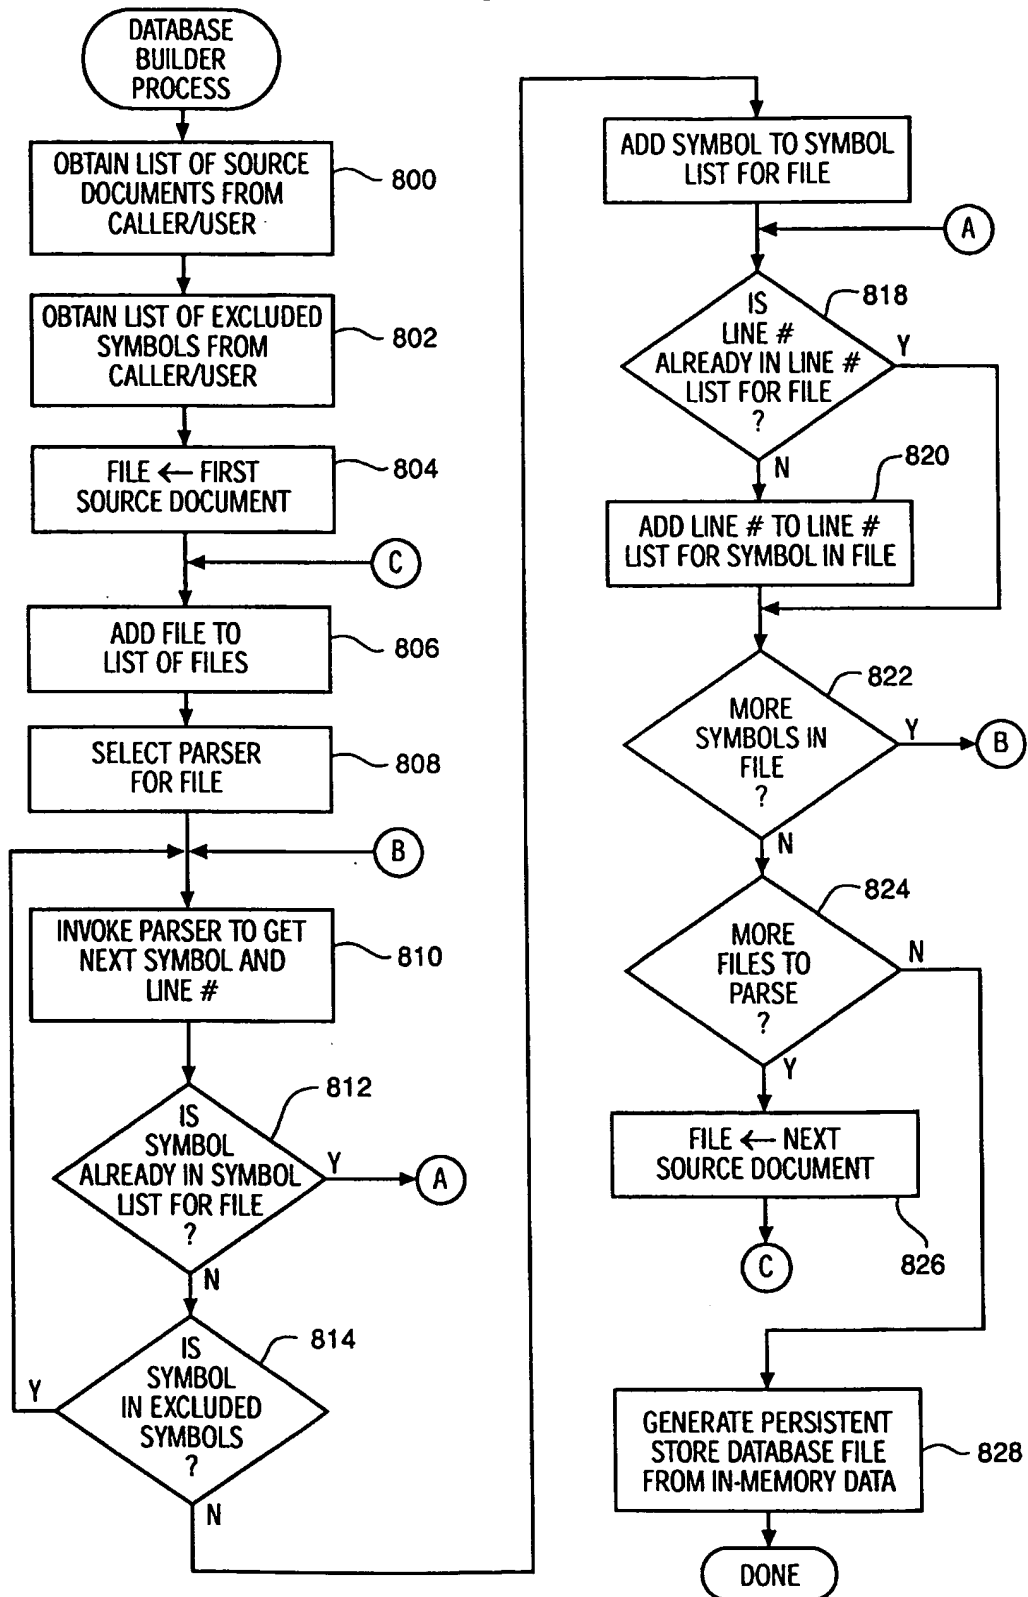 DATABASE
BUILDER
PROCESS
OBTAIN LIST OF SOURCE
DOCUMENTS FROM
CALLER/USER
800
OBTAIN LIST OF EXCLUDED
SYMBOLS FROM
CALLER/USER
802
FILE ← FIRST
SOURCE DOCUMENT
804
C
ADD FILE TO
LIST OF FILES
806
SELECT PARSER
FOR FILE
808
B
INVOKE PARSER TO GET
NEXT SYMBOL AND
LINE #
810
812
IS
SYMBOL
ALREADY IN SYMBOL
LIST FOR FILE
?
Y
A
N
814
IS
SYMBOL
IN EXCLUDED
SYMBOLS
?
Y
N
ADD SYMBOL TO SYMBOL
LIST FOR FILE
A
818
IS
LINE #
ALREADY IN LINE #
LIST FOR FILE
?
Y
N
820
ADD LINE # TO LINE #
LIST FOR SYMBOL IN FILE
822
MORE
SYMBOLS IN
FILE
?
Y
B
N
824
MORE
FILES TO
PARSE
?
N
Y
FILE ← NEXT
SOURCE DOCUMENT
826
C
GENERATE PERSISTENT
STORE DATABASE FILE
FROM IN-MEMORY DATA
828
DONE